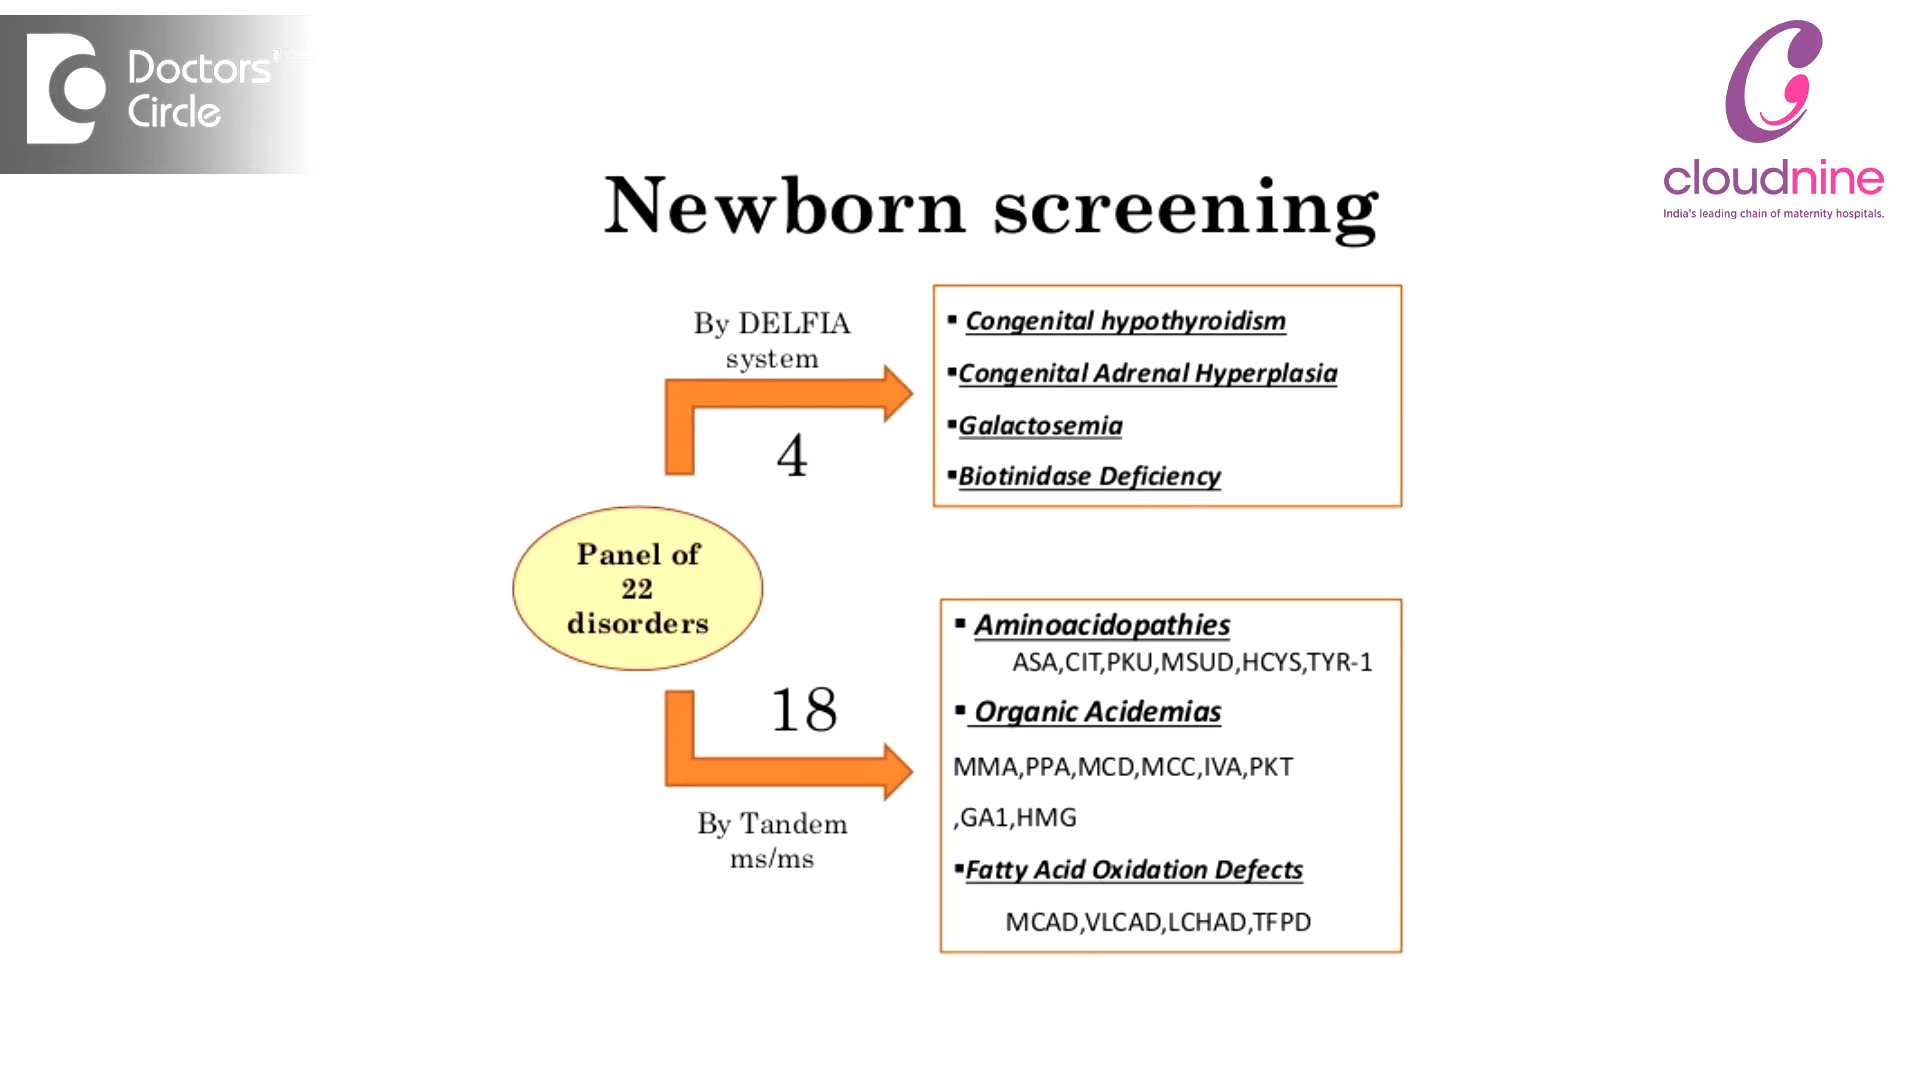 Doctors'
Circle
cloudnine
India's leading chain of maternity hospitals.
Newborn screening
By DELFIA
system
4
▪ Congenital hypothyroidism
▪Congenital Adrenal Hyperplasia
▪Galactosemia
▪Biotinidase Deficiency
Panel of
22
disorders
18
By Tandem
ms/ms
▪ Aminoacidopathies
ASA,CIT,PKU,MSUD,HCYS,TYR-1
▪ Organic Acidemias
MMA,PPA,MCD,MCC,IVA,PKT
,GA1,HMG
▪Fatty Acid Oxidation Defects
MCAD,VLCAD,LCHAD,TFPD